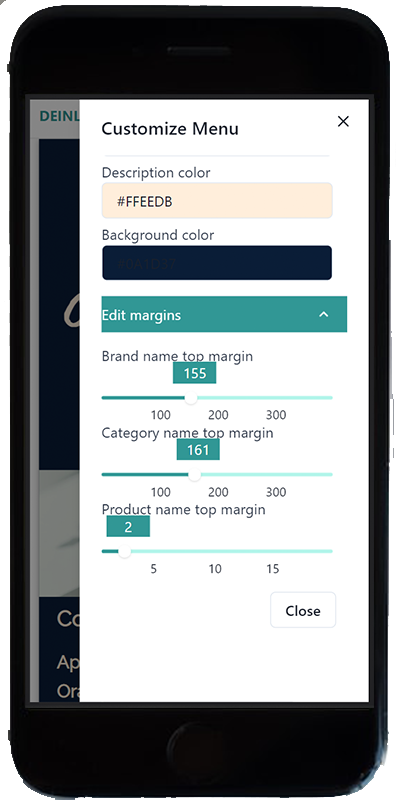 DEINL
Customize Menu
Description color
#FFEEDB
Background color
Edit margins
Brand name top margin
155
100 200 300
Category name top margin
161
100 200 300
Product name top margin
2
5 10 15
Close
Co
Ap
Ora